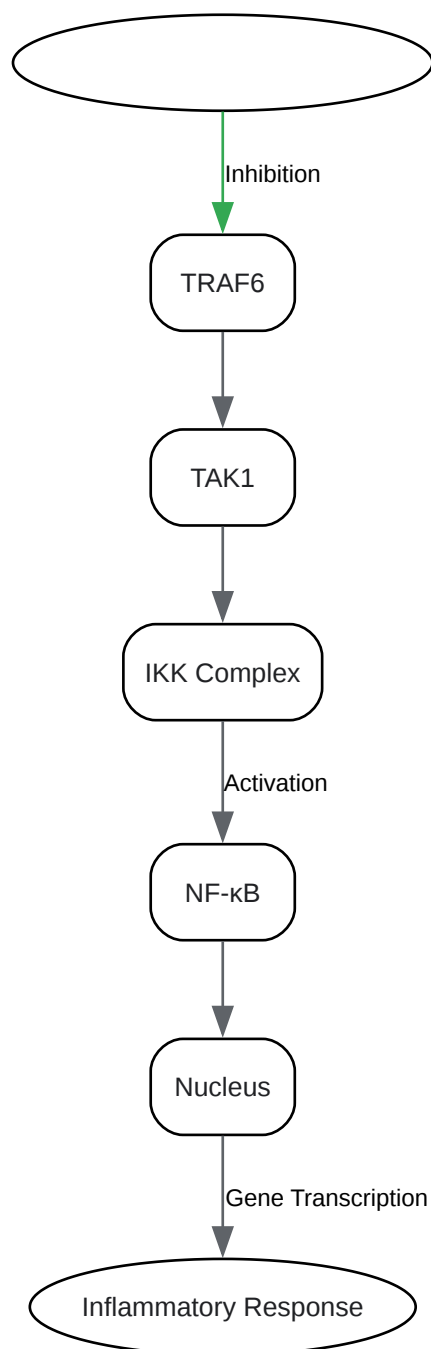 Inhibition
TRAF6
TAK1
IKK Complex
Activation
NF-κB
Nucleus
Gene Transcription
Inflammatory Response